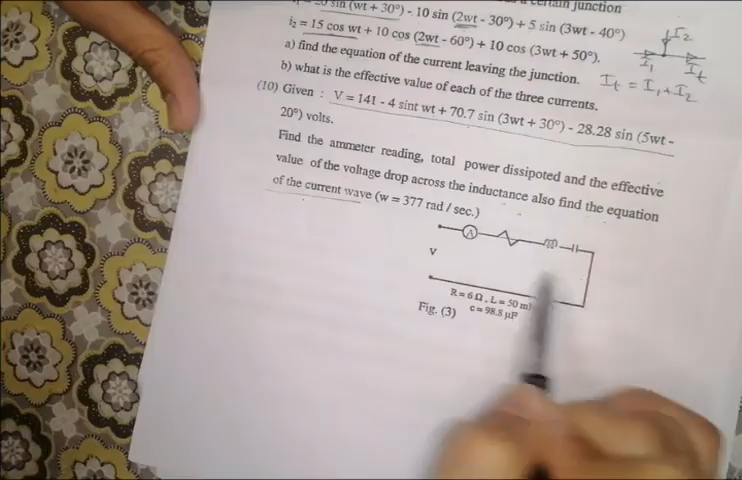 = 20 sin (wt + 30°) - 10 sin (2wt - 30°) + 5 sin (3wt - 40°)
i₂ = 15 cos wt + 10 cos (2wt - 60°) + 10 cos (3wt + 50°).
a) find the equation of the current leaving the junction.
b) what is the effective value of each of the three currents.
I₂
I₁
It
It = I₁ + I₂
(10) Given : V = 141 - 4 sint wt + 70.7 sin (3wt + 30°) - 28.28 sin (5wt -
20°) volts.
Find the ammeter reading, total power dissipoted and the effective
value of the voltage drop across the inductance also find the equation
of the current wave (w = 377 rad / sec.)
A
V
R = 6 Ω , L = 50
c = 98.8 µF
Fig. (3)